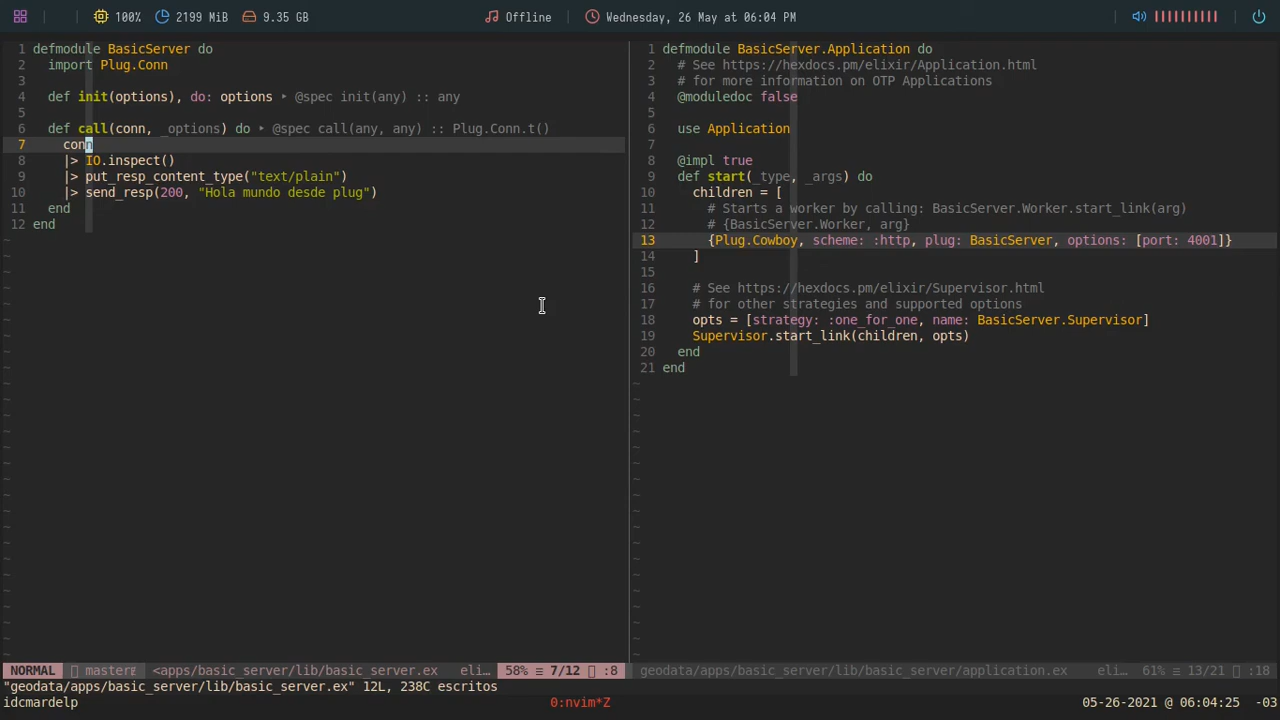 100% 2199 MiB 9.35 GB Offline Wednesday, 26 May at 06:04 PM
1 defmodule BasicServer do
2   import Plug.Conn
3
4   def init(options), do: options ‣ @spec init(any) :: any
5
6   def call(conn, _options) do ‣ @spec call(any, any) :: Plug.Conn.t()
7     conn
8     |> IO.inspect()
9     |> put_resp_content_type("text/plain")
10     |> send_resp(200, "Hola mundo desde plug")
11   end
12 end
1 defmodule BasicServer.Application do
2   # See https://hexdocs.pm/elixir/Application.html
3   # for more information on OTP Applications
4   @moduledoc false
5
6   use Application
7
8   @impl true
9   def start(_type, _args) do
10     children = [
11       # Starts a worker by calling: BasicServer.Worker.start_link(arg)
12       # {BasicServer.Worker, arg}
13       {Plug.Cowboy, scheme: :http, plug: BasicServer, options: [port: 4001]}
14     ]
15
16     # See https://hexdocs.pm/elixir/Supervisor.html
17     # for other strategies and supported options
18     opts = [strategy: :one_for_one, name: BasicServer.Supervisor]
19     Supervisor.start_link(children, opts)
20   end
21 end
NORMAL master <apps/basic_server/lib/basic_server.ex eli… 58% ≡ 7/12 :8
geodata/apps/basic_server/lib/basic_server/application.ex eli… 61% ≡ 13/21 :18
"geodata/apps/basic_server/lib/basic_server.ex" 12L, 238C escritos
idcmardelp 0:nvim*Z 05-26-2021 @ 06:04:25 -03